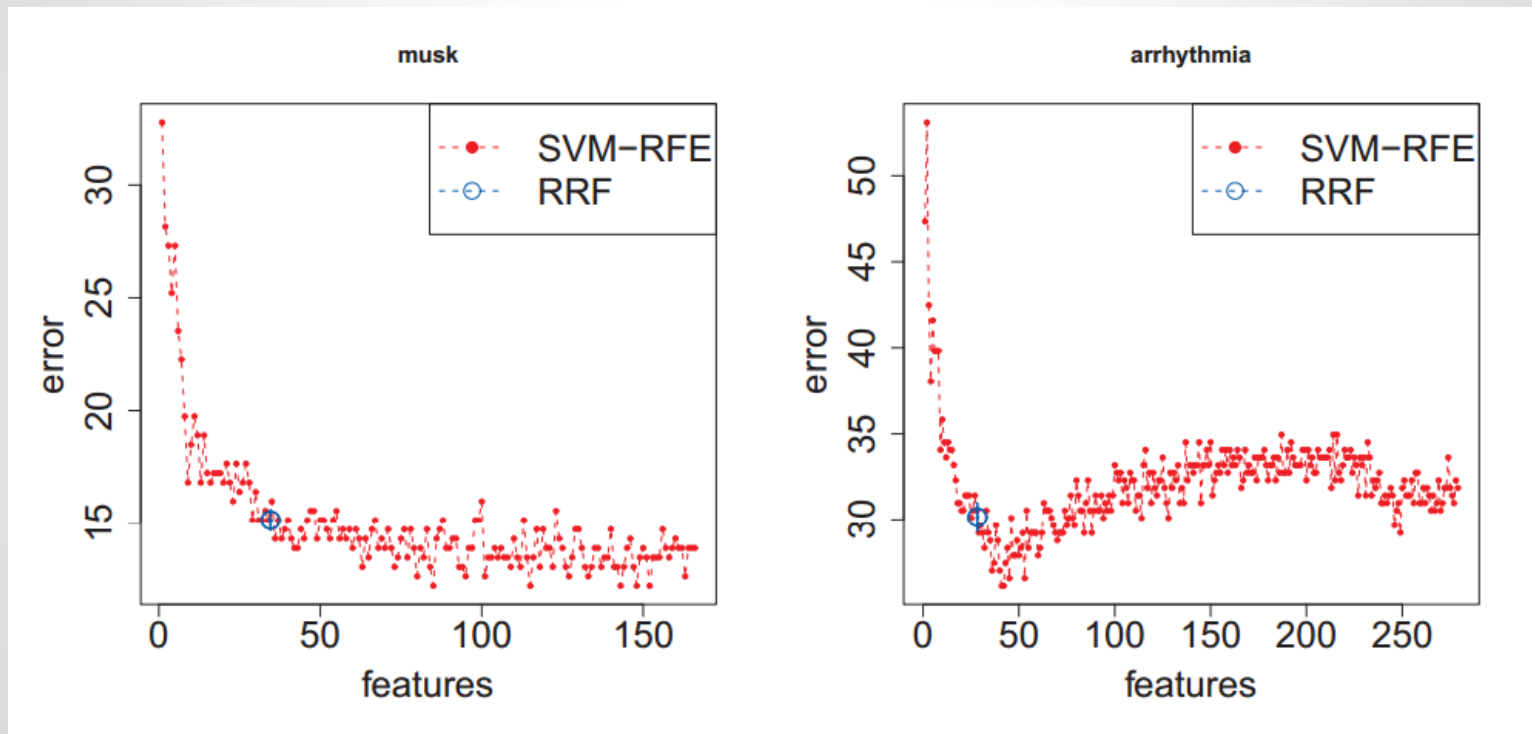 musk
SVM−RFE
RRF
error
30
25
20
15
0 50 100 150
features
arrhythmia
SVM−RFE
RRF
error
50
45
40
35
30
0 50 100 150 200 250
features